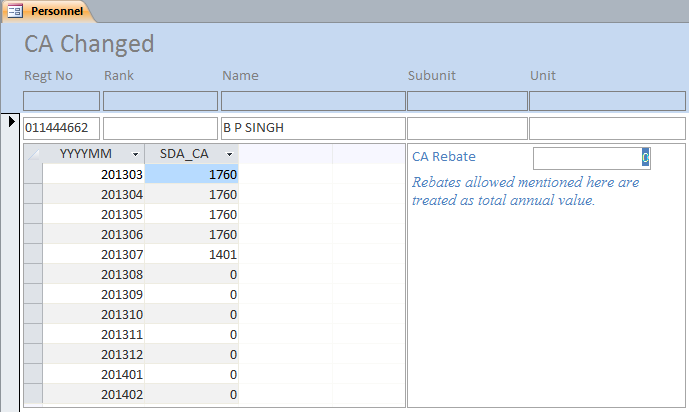 Personnel
CA Changed
Regt No Rank Name Subunit Unit
011444662 B P SINGH
YYYYMM SDA_CA CA Rebate 0
201303 1760 Rebates allowed mentioned here are
201304 1760 treated as total annual value.
201305 1760
201306 1760
201307 1401
201308 0
201309 0
201310 0
201311 0
201312 0
201401 0
201402 0